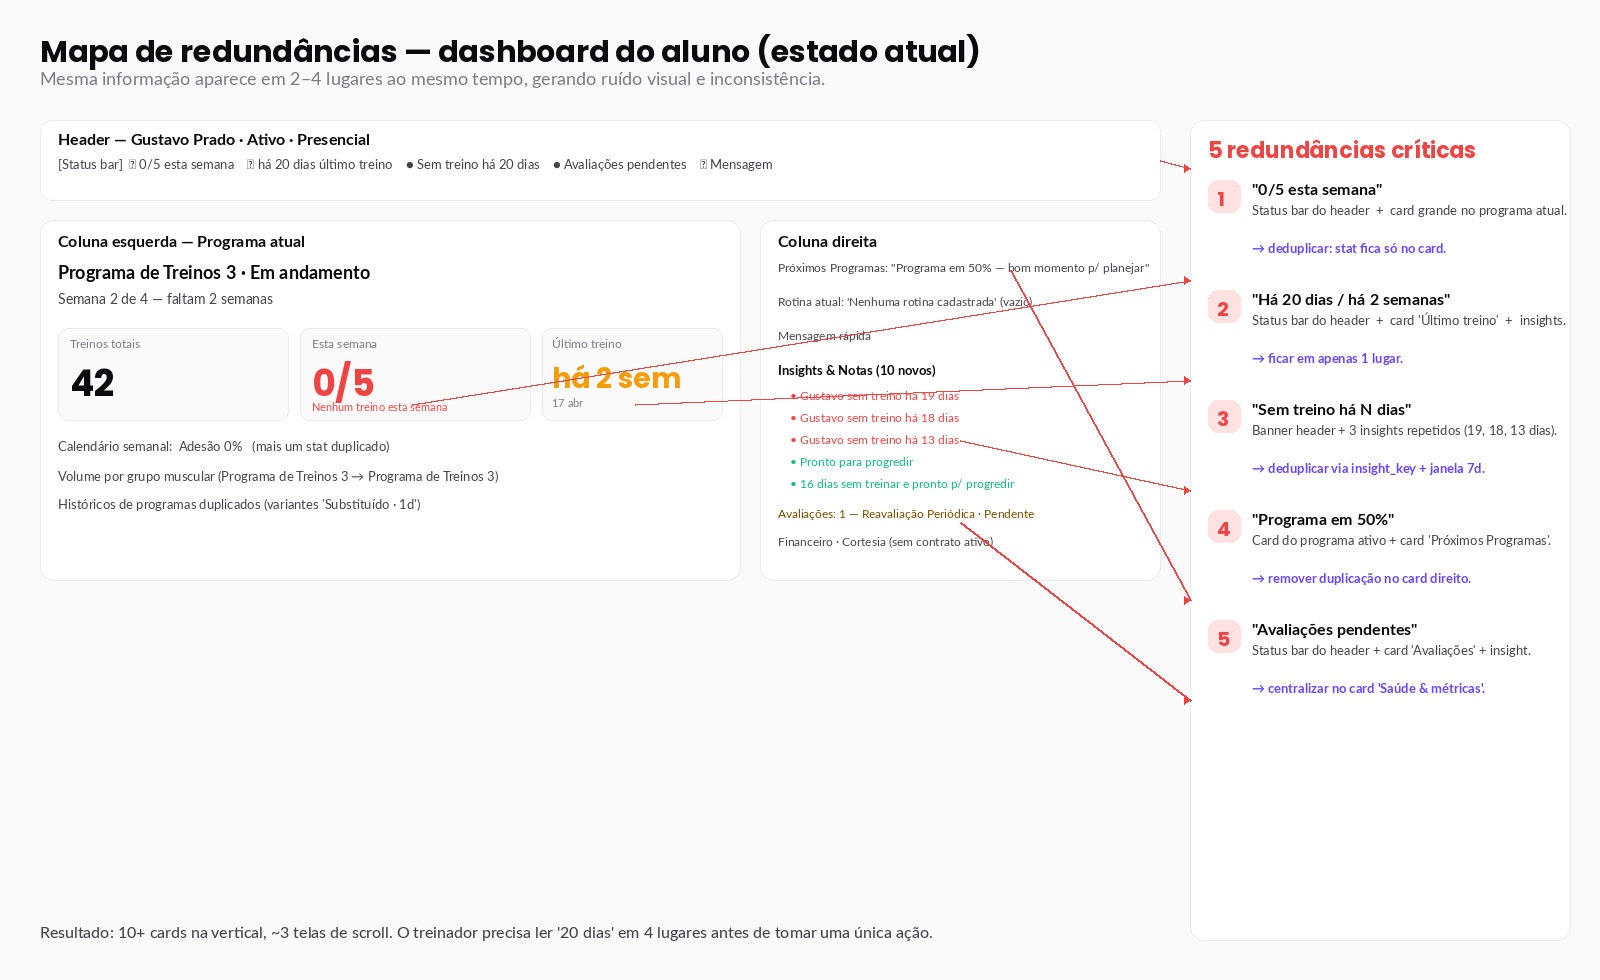 Mapa de redundâncias — dashboard do aluno (estado atual)
Mesma informação aparece em 2–4 lugares ao mesmo tempo, gerando ruído visual e inconsistência.
Header — Gustavo Prado · Ativo · Presencial
[Status bar] 0/5 esta semana há 20 dias último treino ● Sem treino há 20 dias ● Avaliações pendentes Mensagem
Coluna esquerda — Programa atual
Programa de Treinos 3 · Em andamento
Semana 2 de 4 — faltam 2 semanas
Treinos totais
42
Esta semana
0/5
Nenhum treino esta semana
Último treino
há 2 sem
17 abr
Calendário semanal: Adesão 0% (mais um stat duplicado)
Volume por grupo muscular (Programa de Treinos 3 → Programa de Treinos 3)
Históricos de programas duplicados (variantes 'Substituído · 1d')
Coluna direita
Próximos Programas: "Programa em 50% — bom momento p/ planejar"
Rotina atual: 'Nenhuma rotina cadastrada' (vazio)
Mensagem rápida
Insights & Notas (10 novos)
• Gustavo sem treino há 19 dias
• Gustavo sem treino há 18 dias
• Gustavo sem treino há 13 dias
• Pronto para progredir
• 16 dias sem treinar e pronto p/ progredir
Avaliações: 1 — Reavaliação Periódica · Pendente
Financeiro · Cortesia (sem contrato ativo)
5 redundâncias críticas
1
"0/5 esta semana"
Status bar do header + card grande no programa atual.
→ deduplicar: stat fica só no card.
2
"Há 20 dias / há 2 semanas"
Status bar do header + card 'Último treino' + insights.
→ ficar em apenas 1 lugar.
3
"Sem treino há N dias"
Banner header + 3 insights repetidos (19, 18, 13 dias).
→ deduplicar via insight_key + janela 7d.
4
"Programa em 50%"
Card do programa ativo + card 'Próximos Programas'.
→ remover duplicação no card direito.
5
"Avaliações pendentes"
Status bar do header + card 'Avaliações' + insight.
→ centralizar no card 'Saúde & métricas'.
Resultado: 10+ cards na vertical, ~3 telas de scroll. O treinador precisa ler '20 dias' em 4 lugares antes de tomar uma única ação.